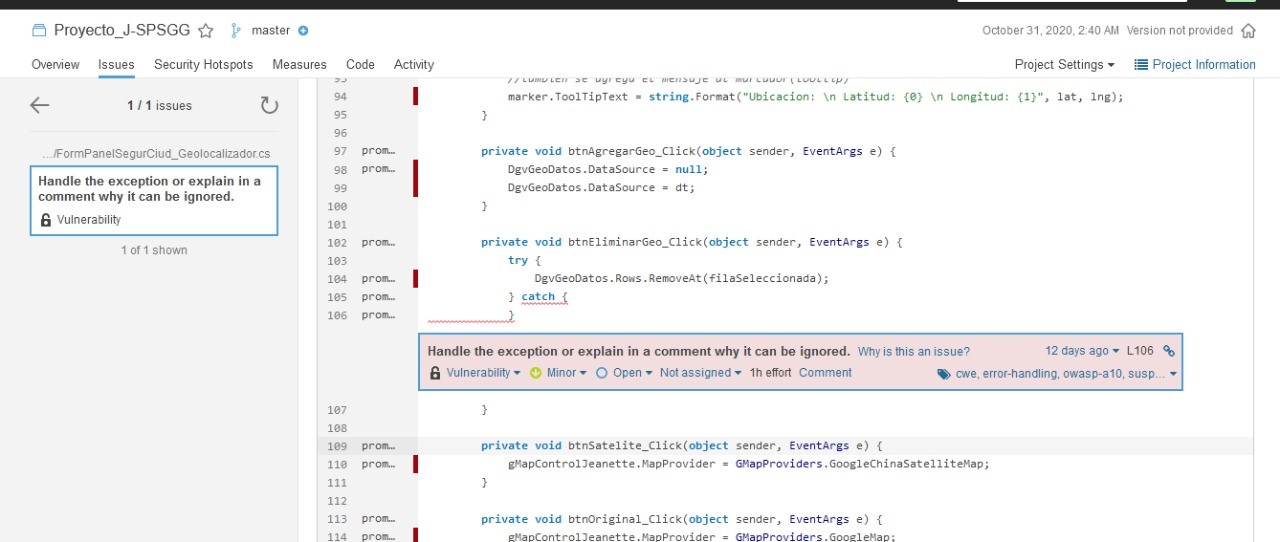 Proyecto_J-SPSGG master October 31, 2020, 2:40 AM Version not provided
Overview Issues Security Hotspots Measures Code Activity Project Settings Project Information
1 / 1 issues
.../FormPanelSegurCiud_Geolocalizador.cs
Handle the exception or explain in a
comment why it can be ignored.
Vulnerability
1 of 1 shown
93 //también se agrega el mensaje al marcador(tooltip)
94 marker.ToolTipText = string.Format("Ubicacion: \n Latitud: {0} \n Longitud: {1}", lat, lng);
95 }
96
97 prom... private void btnAgregarGeo_Click(object sender, EventArgs e) {
98 prom... DgvGeoDatos.DataSource = null;
99 DgvGeoDatos.DataSource = dt;
100 }
101
102 prom... private void btnEliminarGeo_Click(object sender, EventArgs e) {
103 try {
104 prom... DgvGeoDatos.Rows.RemoveAt(filaSeleccionada);
105 prom... } catch {
106 prom... }
Handle the exception or explain in a comment why it can be ignored. Why is this an issue? 12 days ago L106
Vulnerability Minor Open Not assigned 1h effort Comment cwe, error-handling, owasp-a10, susp...
107 }
108
109 prom... private void btnSatelite_Click(object sender, EventArgs e) {
110 prom... gMapControlJeanette.MapProvider = GMapProviders.GoogleChinaSatelliteMap;
111 }
112
113 prom... private void btnOriginal_Click(object sender, EventArgs e) {
114 prom... gMapControlJeanette.MapProvider = GMapProviders.GoogleMap;